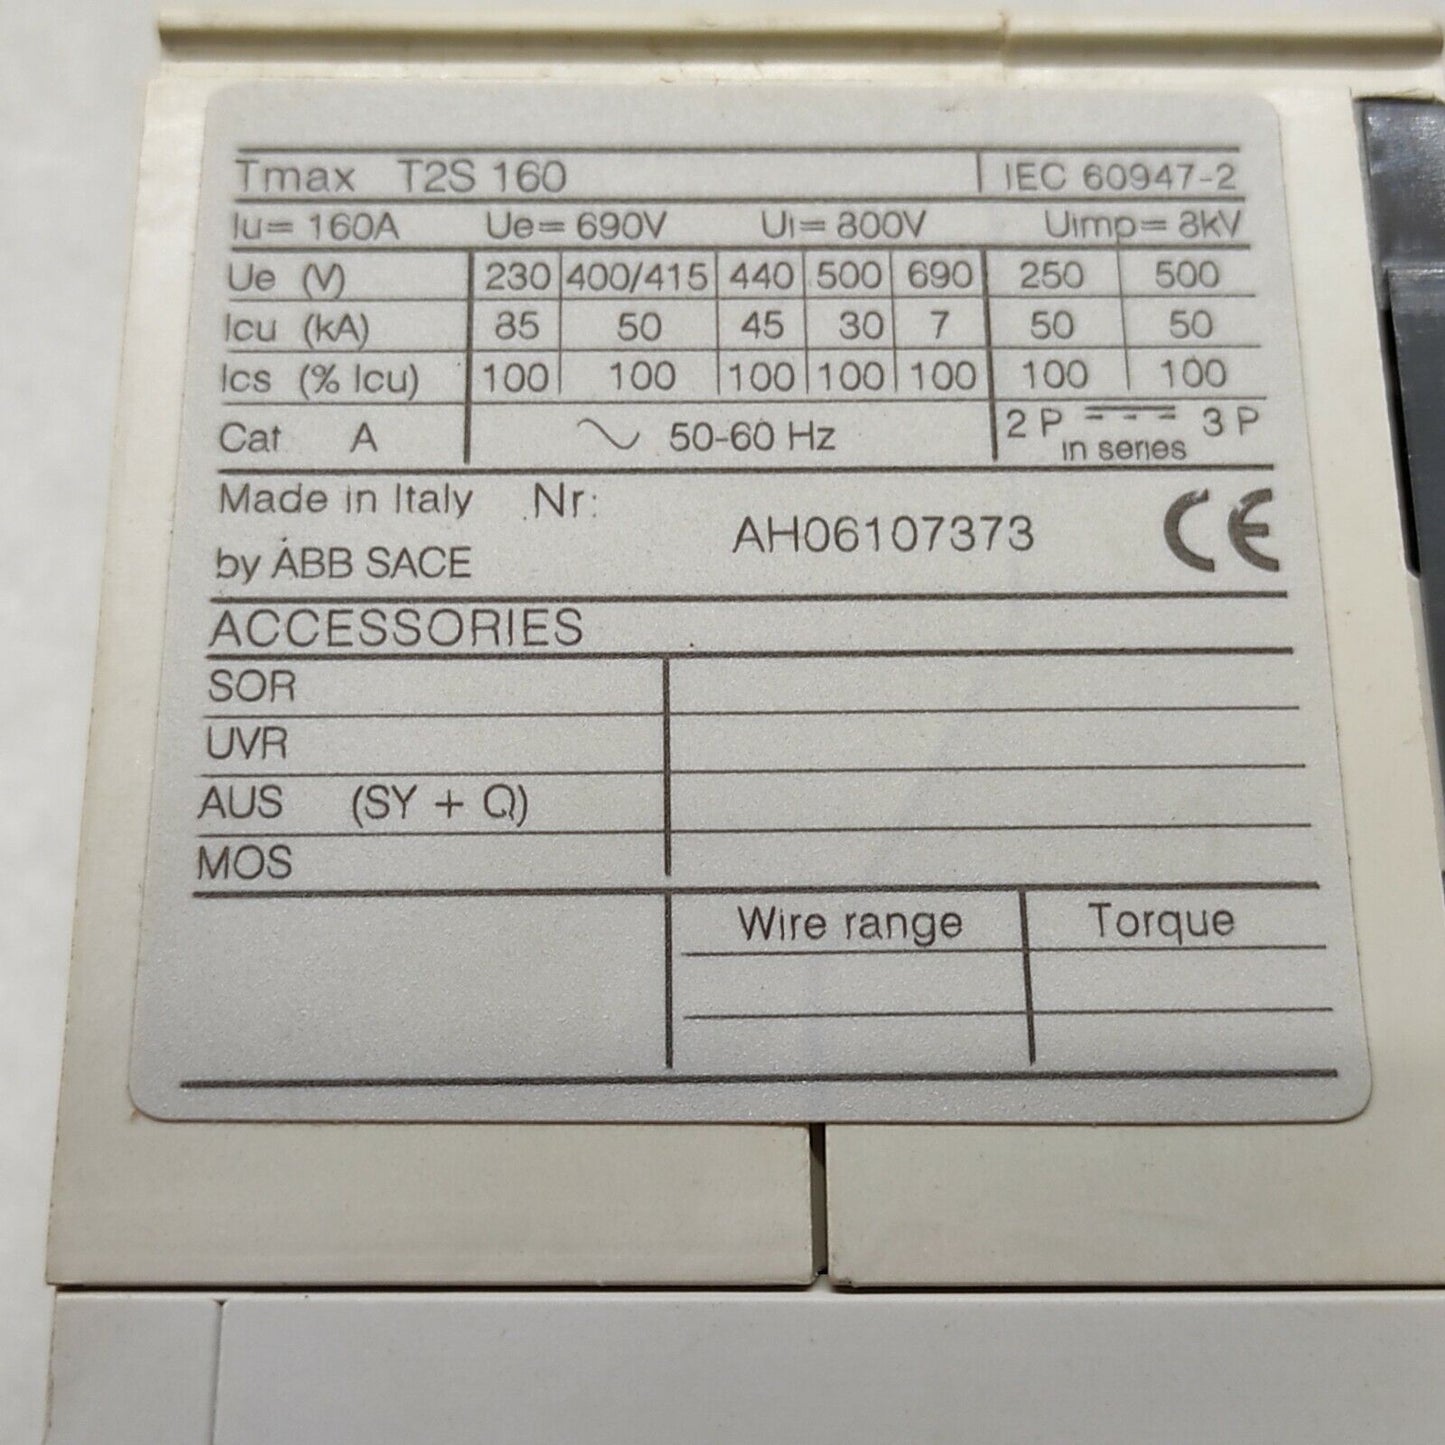 Tmax T2S 160 IEC 60947-2
Iu= 160A Ue= 690V Ui= 800V Uimp= 8kV
Ue (V) 230 400/415 440 500 690 250 500
Icu (kA) 85 50 45 30 7 50 50
Ics (% Icu) 100 100 100 100 100 100 100
Cat A ~ 50-60 Hz 2 P 3 P
in series
Made in Italy Nr:
AH06107373 CE
by ABB SACE
ACCESSORIES
SOR
UVR
AUS (SY + Q)
MOS
Wire range Torque